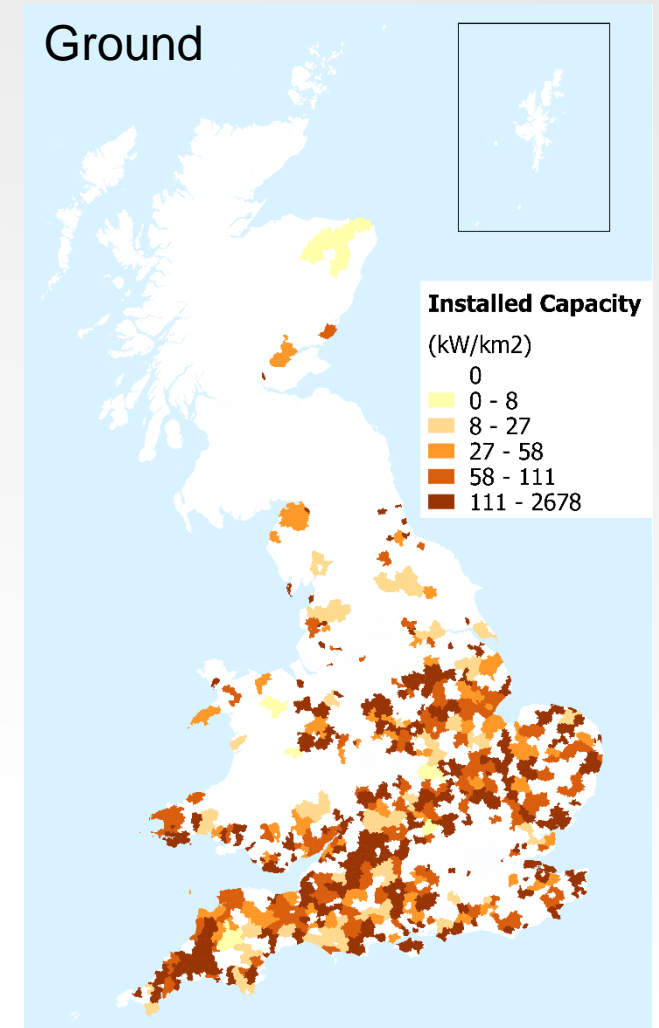 Ground
Installed Capacity
(kW/km2)
0
0 - 8
8 - 27
27 - 58
58 - 111
111 - 2678